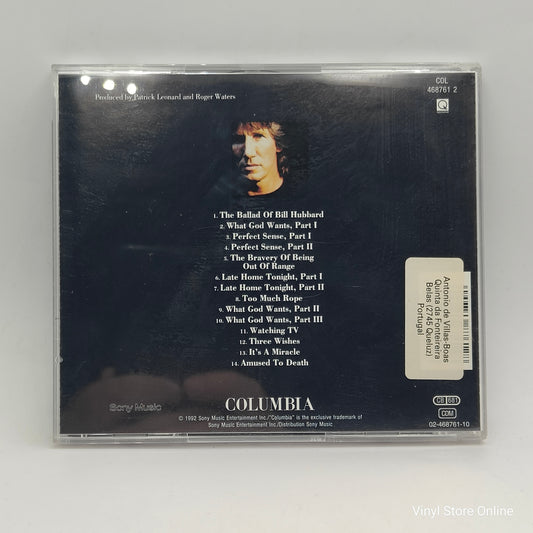 COL
468761 2
Q
Produced by Patrick Leonard and Roger Waters
1. The Ballad Of Bill Hubbard
2. What God Wants, Part I
3. Perfect Sense, Part I
4. Perfect Sense, Part II
5. The Bravery Of Being
Out Of Range
6. Late Home Tonight, Part I
7. Late Home Tonight, Part II
8. Too Much Rope
9. What God Wants, Part II
10. What God Wants, Part III
11. Watching TV
12. Three Wishes
13. It's A Miracle
14. Amused To Death
Antonio de Villas-Boas
Quinta da Fonteireira
Belas (2745 Queluz)
Portugal
Sony Music
COLUMBIA
© 1992 Sony Music Entertainment Inc./"Columbia" is the exclusive trademark of
Sony Music Entertainment Inc./Distribution Sony Music
CB 681
CDM
02-468761-10
Vinyl Store Online